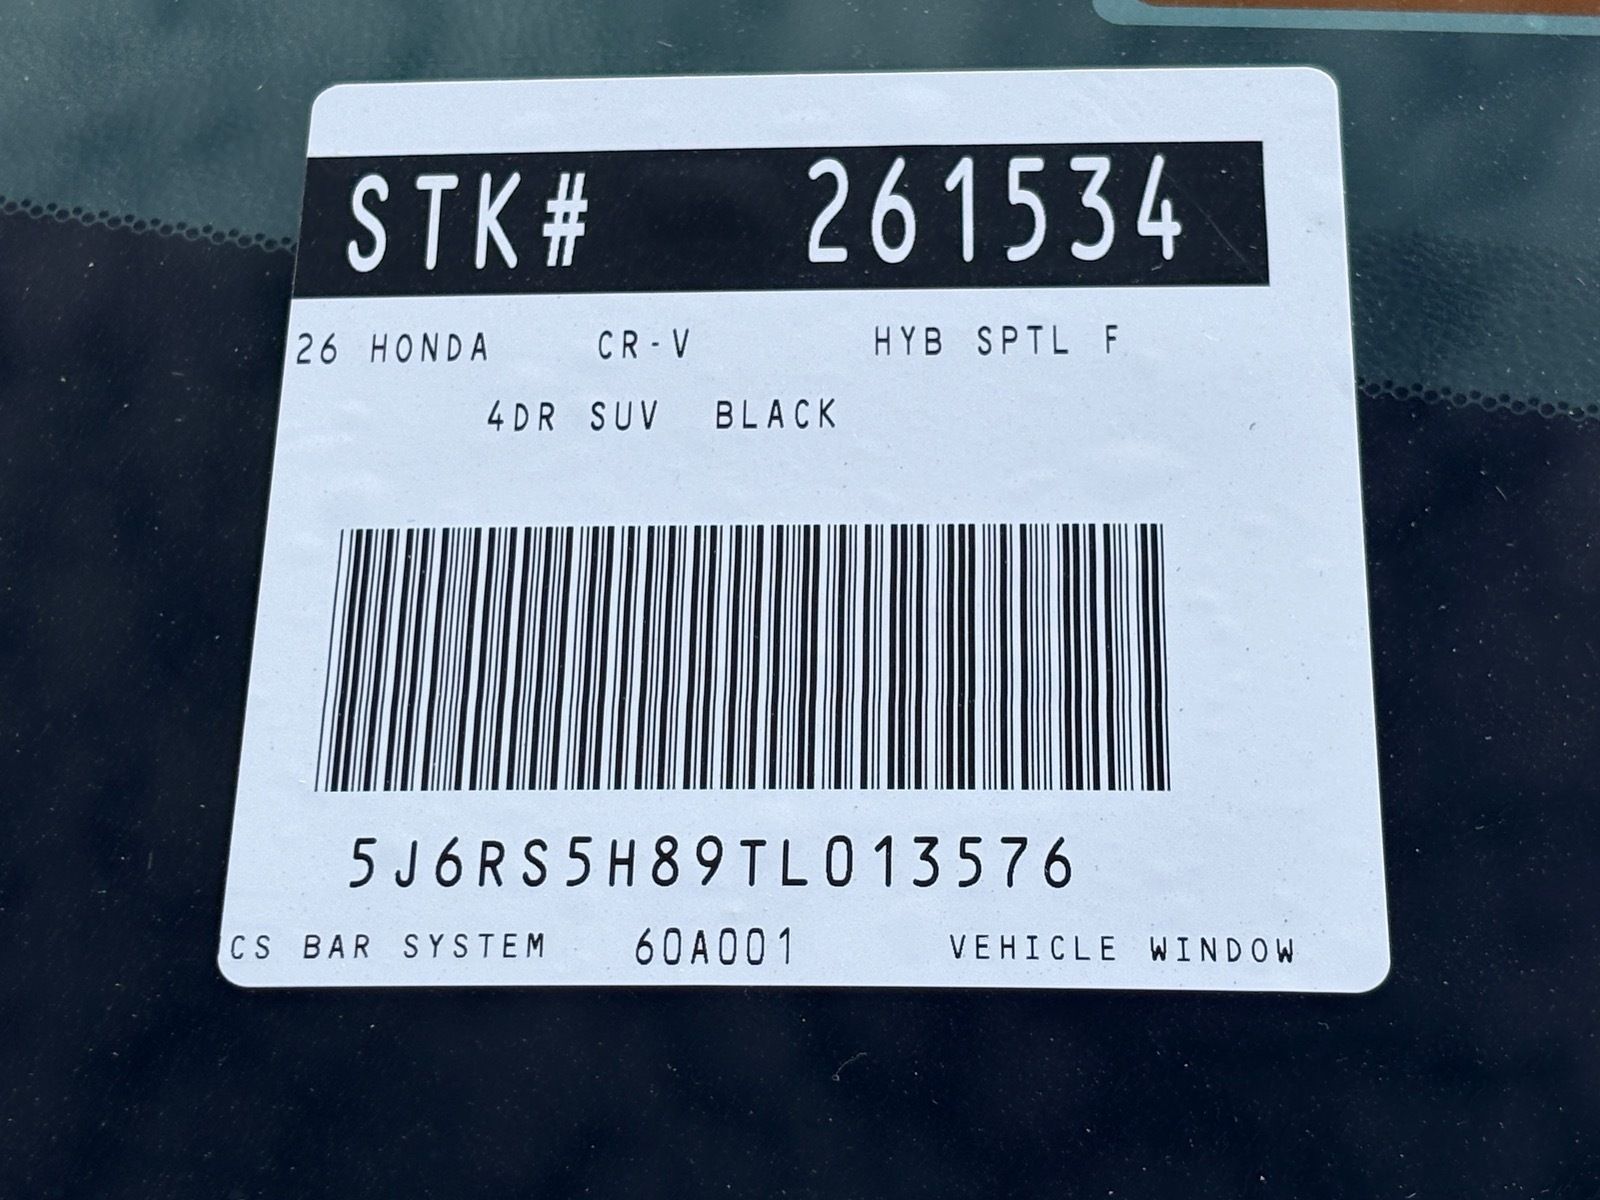 STK# 261534
26 HONDA CR-V HYB SPTL F
4DR SUV BLACK
5J6RS5H89TL013576
CS BAR SYSTEM 60A001 VEHICLE WINDOW